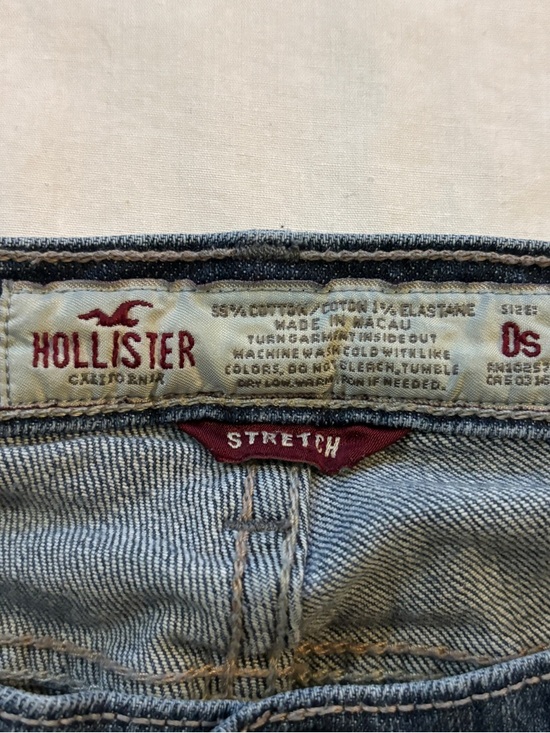 HOLLISTER
CALIFORNIA
99% COTTON/COTON 1% ELASTANE
MADE IN MACAU
TURN GARMENT INSIDE OUT
MACHINE WASH COLD WITH LIKE
COLORS, DO NOT BLEACH, TUMBLE
DRY LOW, WARM IRON IF NEEDED.
SIZE:
0s
STRETCH